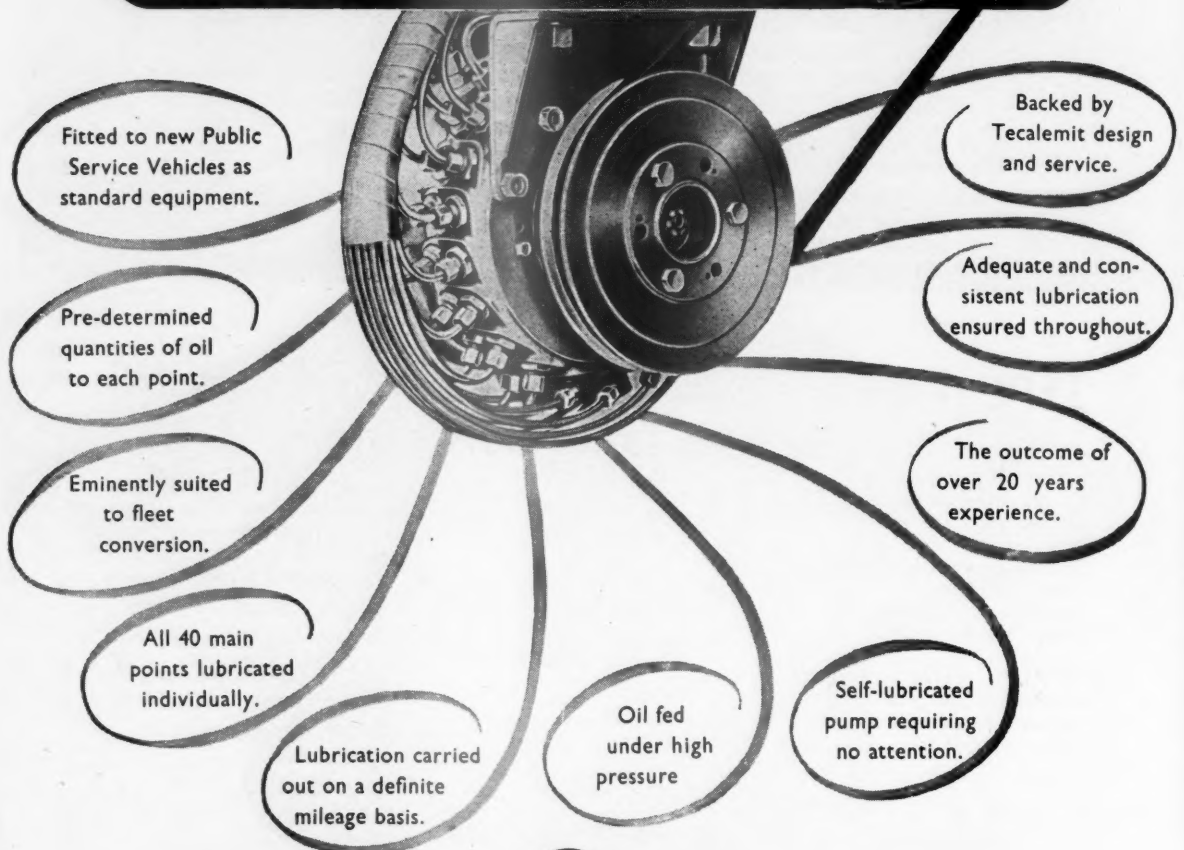 Fitted to new Public
Service Vehicles as
standard equipment.
Pre-determined
quantities of oil
to each point.
Eminently suited
to fleet
conversion.
All 40 main
points lubricated
individually.
Lubrication carried
out on a definite
mileage basis.
Oil fed
under high
pressure
Self-lubricated
pump requiring
no attention.
The outcome of
over 20 years
experience.
Adequate and con-
sistent lubrication
ensured throughout.
Backed by
Tecalemit design
and service.